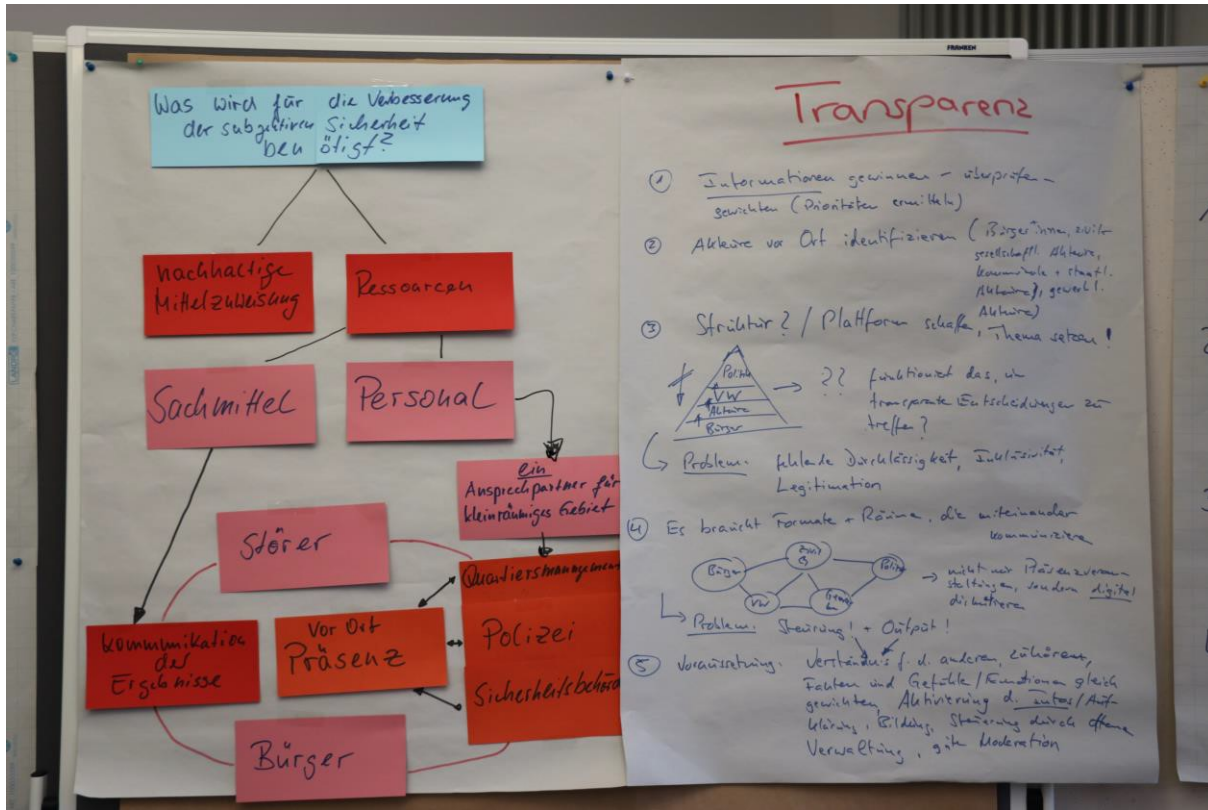 FRANKEN
Was wird für die Verbesserung
der subjektiven Sicherheit
benötigt?
nachhaltige
Mittelzuweisung
Ressourcen
Sachmittel
Personal
ein
Ansprechpartner für
kleinräumiges Gebiet
Störer
Quartiersmanagement
Vor Ort
Präsenz
Polizei
Sicherheitsbehörd
Kommunikation
der
Ergebnisse
Bürger
Transparenz
① Informationen gewinnen – überprüfen –
gewichten (Prioritäten ermitteln)
② Akteure vor Ort identifizieren (Bürger*innen, zivil-
gesellschaftl. Akteure,
kommunale + staatl.
Akteure, gewerbl.
Akteure)
③ Struktur? / Plattform schaffen, Thema setzen!
Politik
VW
Akteure
Bürger
→ ?? funktioniert das, um
transparente Entscheidungen zu
treffen?
Problem: fehlende Durchlässigkeit, Inklusivität,
Legitimation
④ Es braucht Formate + Räume, die miteinander
kommunizieren
Bürger
Politik
VW
→ nicht nur Präsenzveran-
staltungen, sondern digital
diskutieren
Problem: Steuerung! + Output!
⑤ Voraussetzung: Verständnis f. d. anderen, zuhören,
Fakten und Gefühle / Emotionen gleich
gewichten, Aktivierung d. Infos / Auf-
klärung, Bildung, Steuerung durch offene
Verwaltung, gute Moderation